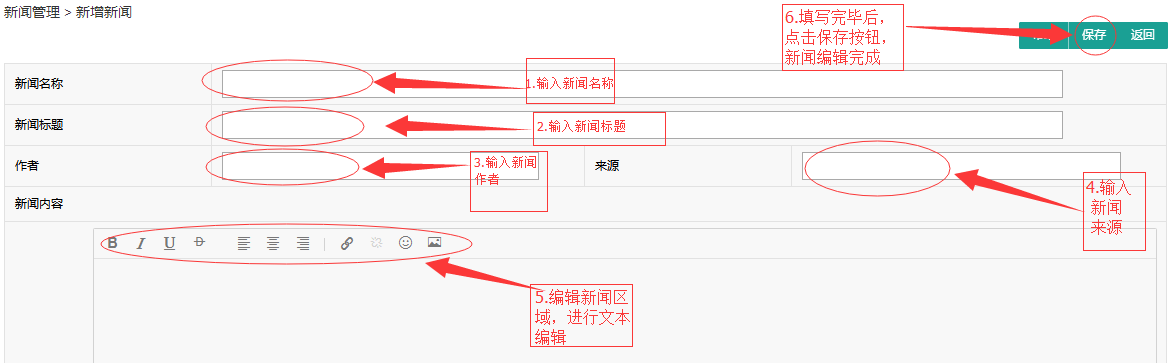 新闻管理 > 新增新闻
6.填写完毕后，
点击保存按钮，
新闻编辑完成
保存
返回
新闻名称
1.输入新闻名称
新闻标题
2.输入新闻标题
作者
3.输入新闻
作者
来源
4.输入
新闻
来源
新闻内容
B I U D
5.编辑新闻区
域，进行文本
编辑